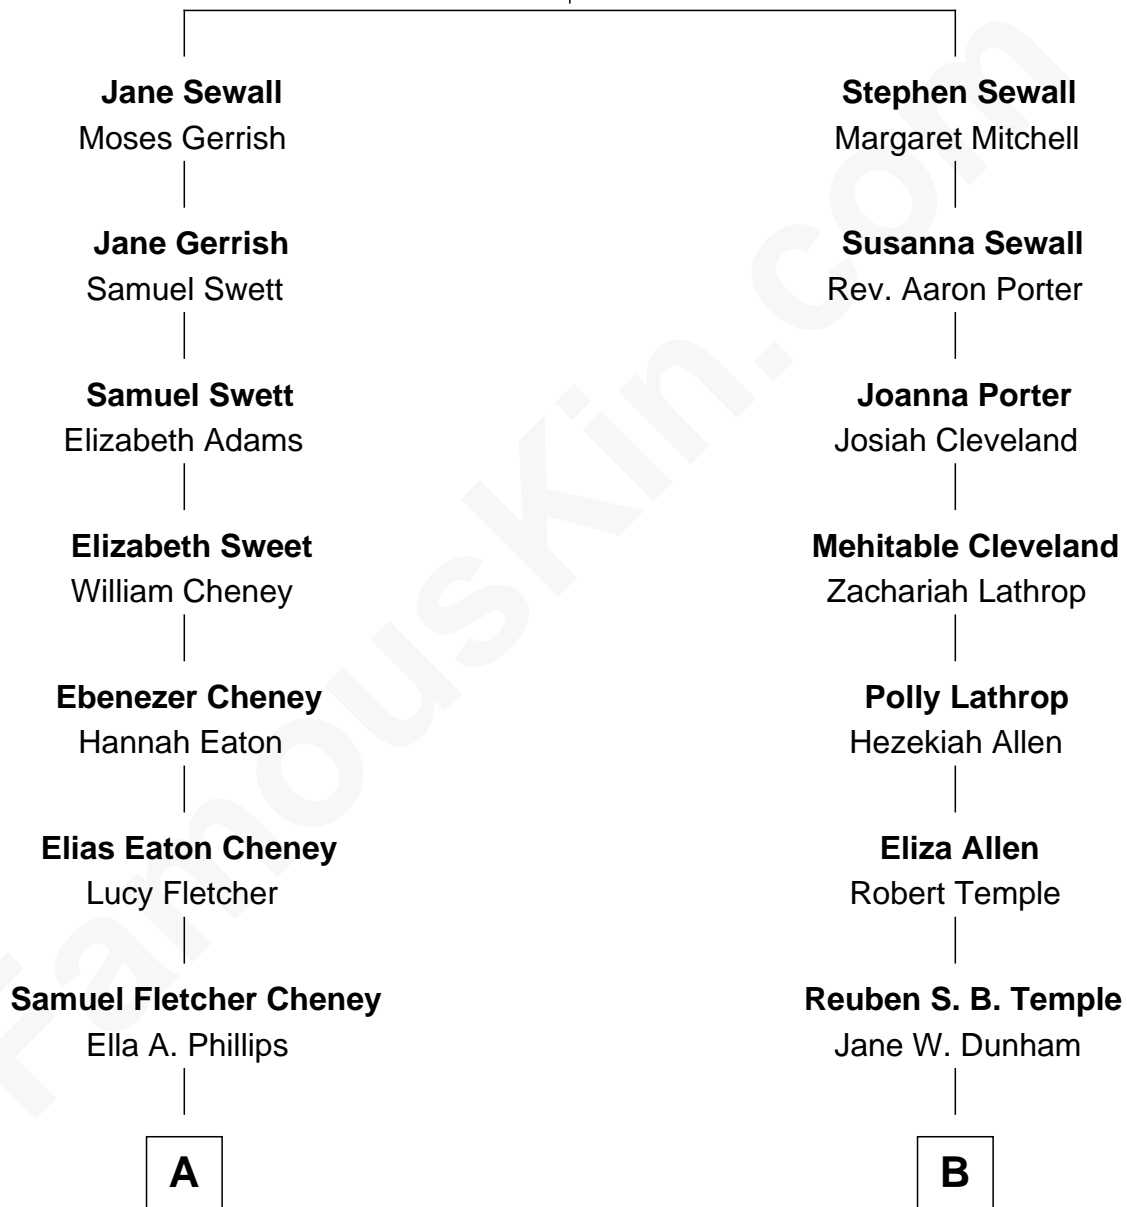 Jane Sewall
Moses Gerrish
Jane Gerrish
Samuel Swett
Samuel Swett
Elizabeth Adams
Elizabeth Sweet
William Cheney
Ebenezer Cheney
Hannah Eaton
Elias Eaton Cheney
Lucy Fletcher
Samuel Fletcher Cheney
Ella A. Phillips
A
Stephen Sewall
Margaret Mitchell
Susanna Sewall
Rev. Aaron Porter
Joanna Porter
Josiah Cleveland
Mehitable Cleveland
Zachariah Lathrop
Polly Lathrop
Hezekiah Allen
Eliza Allen
Robert Temple
Reuben S. B. Temple
Jane W. Dunham
B
FamousKin.com